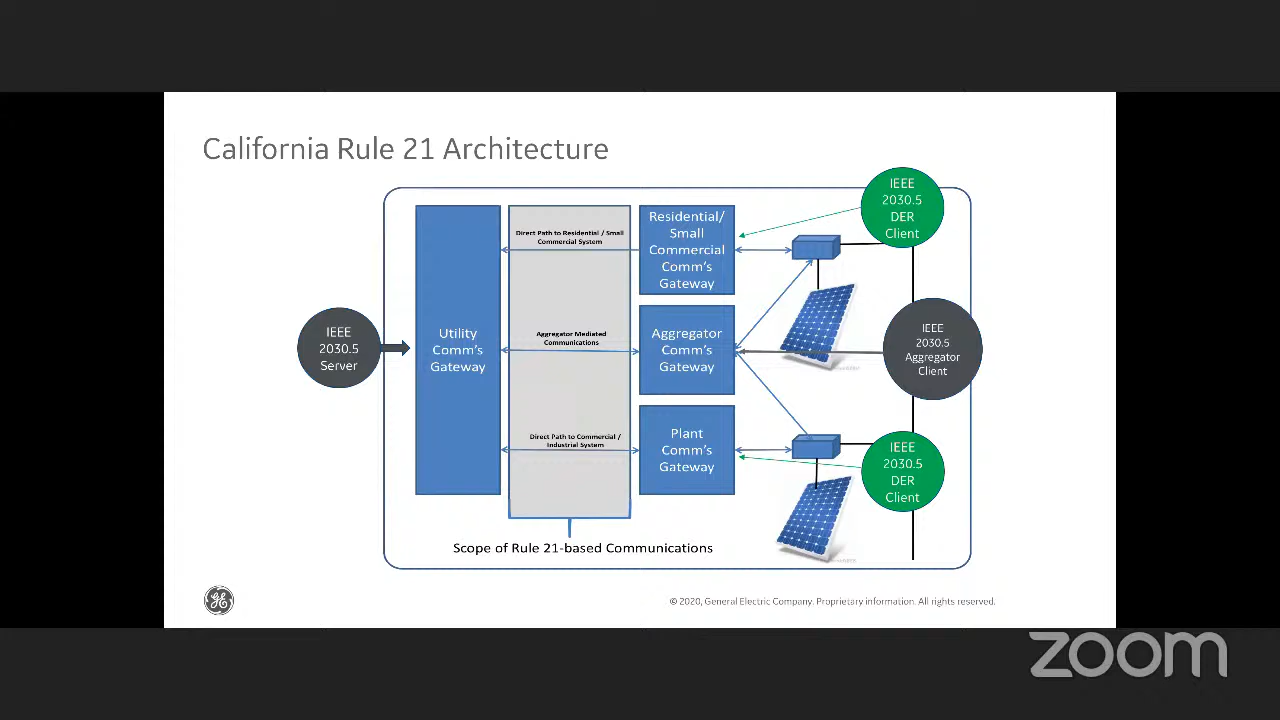 California Rule 21 Architecture
IEEE
2030.5
Server
Utility
Comm's
Gateway
Direct Path to Residential / Small
Commercial System
Aggregator Mediated
Communications
Direct Path to Commercial /
Industrial System
Residential/
Small
Commercial
Comm's
Gateway
Aggregator
Comm's
Gateway
Plant
Comm's
Gateway
IEEE
2030.5
DER
Client
IEEE
2030.5
Aggregator
Client
IEEE
2030.5
DER
Client
Scope of Rule 21-based Communications
© 2020, General Electric Company. Proprietary information. All rights reserved.
zoom